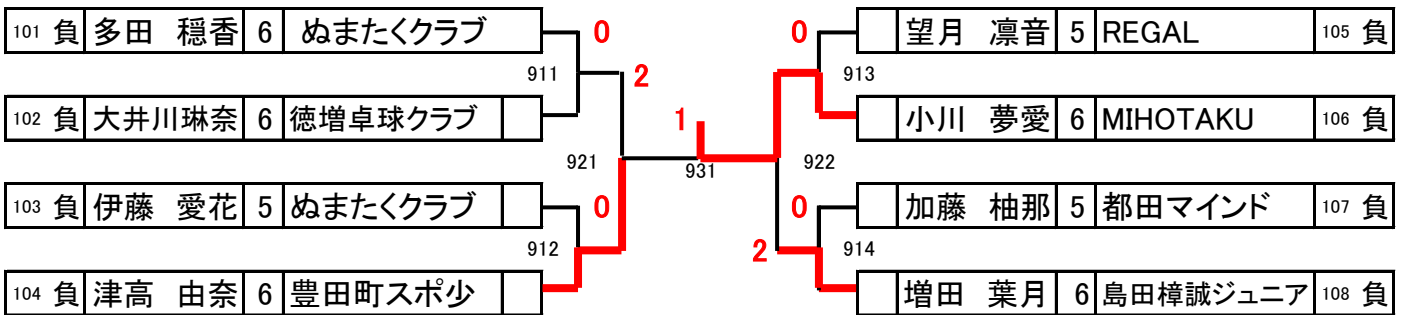 101 負 多田 穏香 6 ぬまたくクラブ
0
0
望月 凛音 5 REGAL 105 負
911
2
913
102 負 大井川琳奈 6 徳増卓球クラブ
1
小川 夢愛 6 MIHOTAKU 106 負
921
931
922
103 負 伊藤 愛花 5 ぬまたくクラブ
0
0
加藤 柚那 5 都田マインド 107 負
912
2
914
104 負 津高 由奈 6 豊田町スポ少
増田 葉月 6 島田樟誠ジュニア 108 負